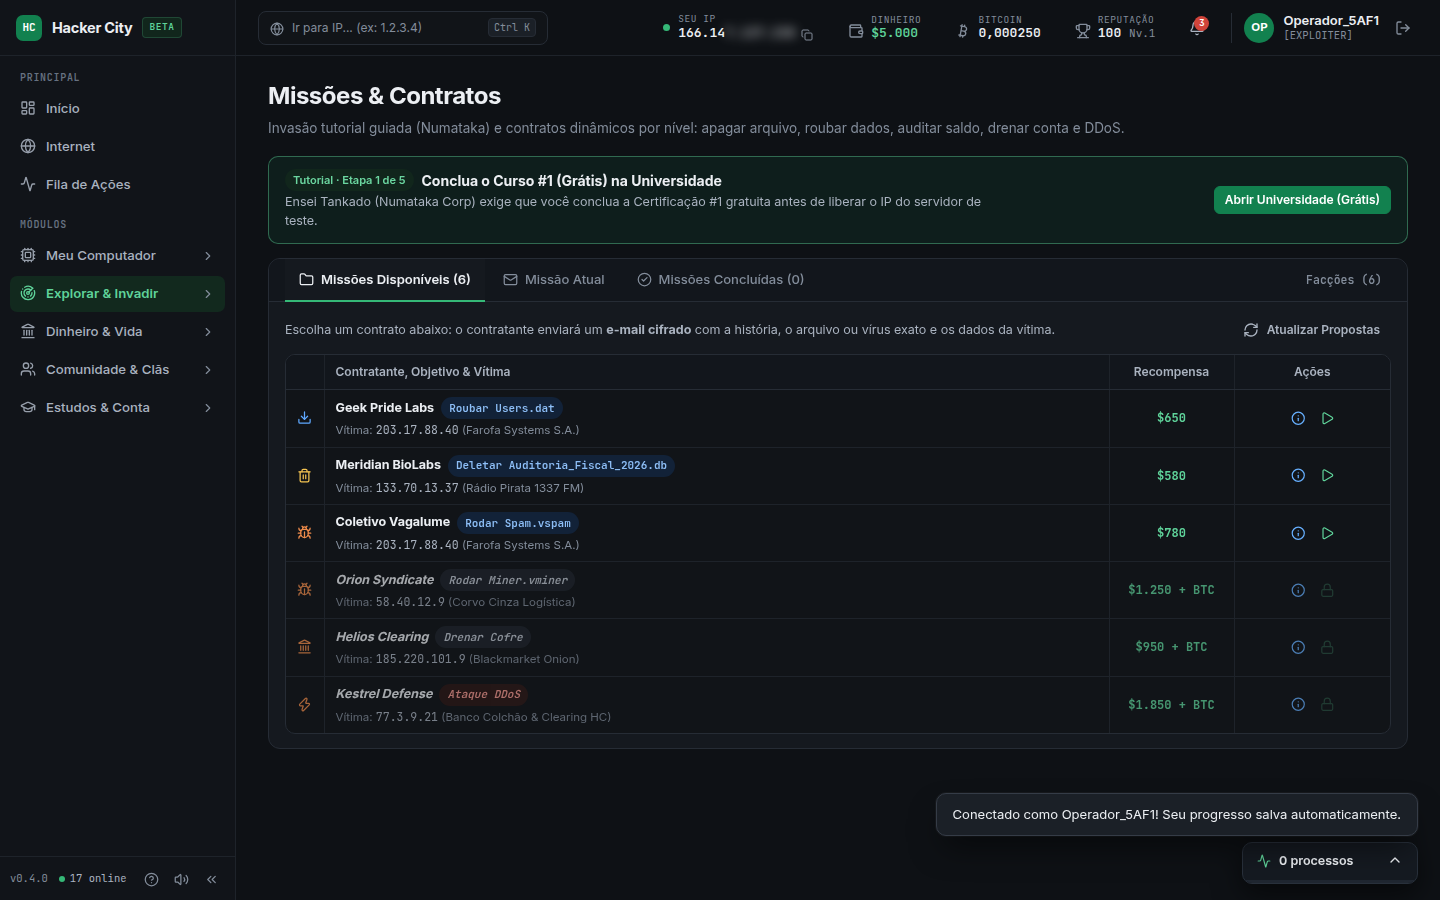 HC Hacker City BETA
Ir para IP... (ex: 1.2.3.4) Ctrl K
SEU IP
166.14
DINHEIRO
$5.000
BITCOIN
0,000250
REPUTAÇÃO
100 Nv.1
3
OP
Operador_5AF1
[EXPLOITER]
PRINCIPAL
Início
Internet
Fila de Ações
MÓDULOS
Meu Computador
Explorar & Invadir
Dinheiro & Vida
Comunidade & Clãs
Estudos & Conta
v0.4.0 17 online
Missões & Contratos
Invasão tutorial guiada (Numataka) e contratos dinâmicos por nível: apagar arquivo, roubar dados, auditar saldo, drenar conta e DDoS.
Tutorial · Etapa 1 de 5 Conclua o Curso #1 (Grátis) na Universidade
Ensei Tankado (Numataka Corp) exige que você conclua a Certificação #1 gratuita antes de liberar o IP do servidor de
teste.
Abrir Universidade (Grátis)
Missões Disponíveis (6) Missão Atual Missões Concluídas (0) Facções (6)
Escolha um contrato abaixo: o contratante enviará um e-mail cifrado com a história, o arquivo ou vírus exato e os dados da vítima.
Atualizar Propostas
Contratante, Objetivo & Vítima Recompensa Ações
Geek Pride Labs Roubar Users.dat
Vítima: 203.17.88.40 (Farofa Systems S.A.)
$650
Meridian BioLabs Deletar Auditoria_Fiscal_2026.db
Vítima: 133.70.13.37 (Rádio Pirata 1337 FM)
$580
Coletivo Vagalume Rodar Spam.vspam
Vítima: 203.17.88.40 (Farofa Systems S.A.)
$780
Orion Syndicate Rodar Miner.vminer
Vítima: 58.40.12.9 (Corvo Cinza Logística)
$1.250 + BTC
Helios Clearing Drenar Cofre
Vítima: 185.220.101.9 (Blackmarket Onion)
$950 + BTC
Kestrel Defense Ataque DDoS
Vítima: 77.3.9.21 (Banco Colchão & Clearing HC)
$1.850 + BTC
Conectado como Operador_5AF1! Seu progresso salva automaticamente.
0 processos